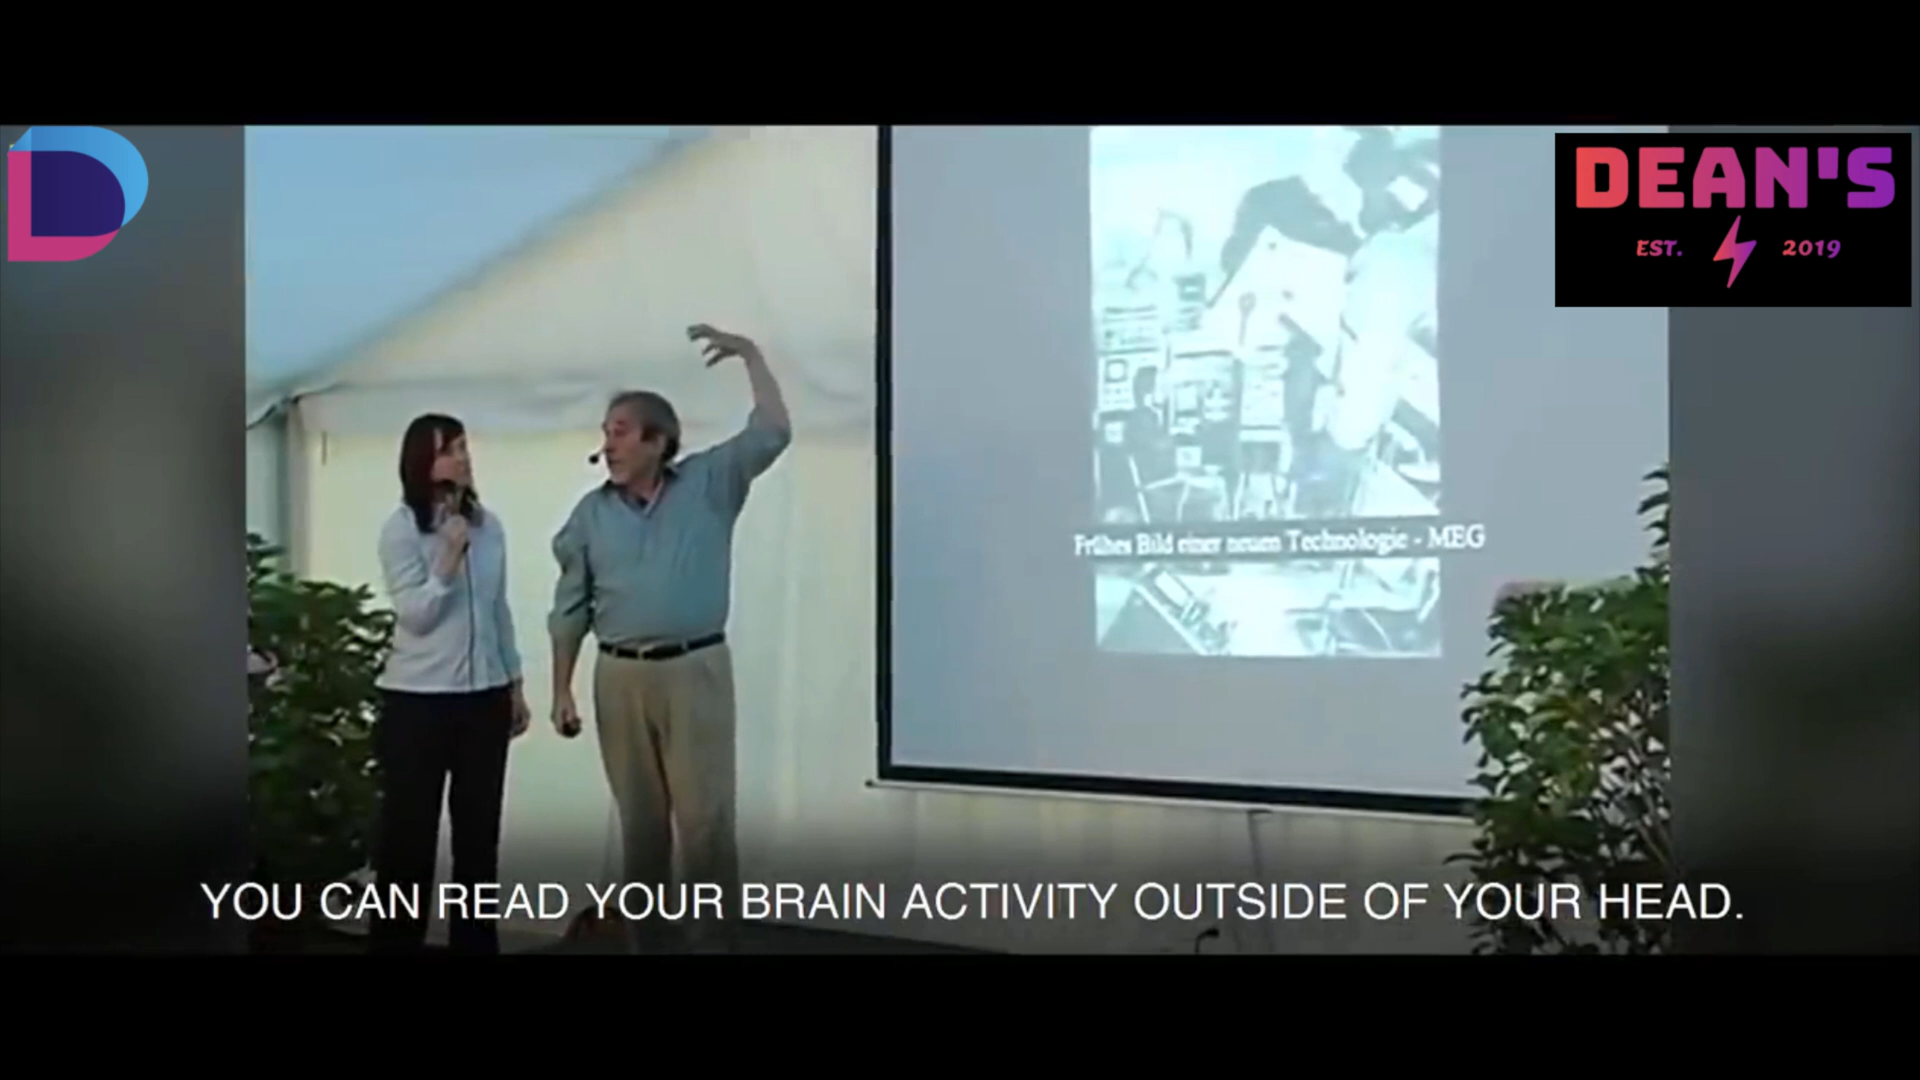 DEAN'S
EST. 2019
Frühes Bild einer neuen Technologie - MEG
YOU CAN READ YOUR BRAIN ACTIVITY OUTSIDE OF YOUR HEAD.